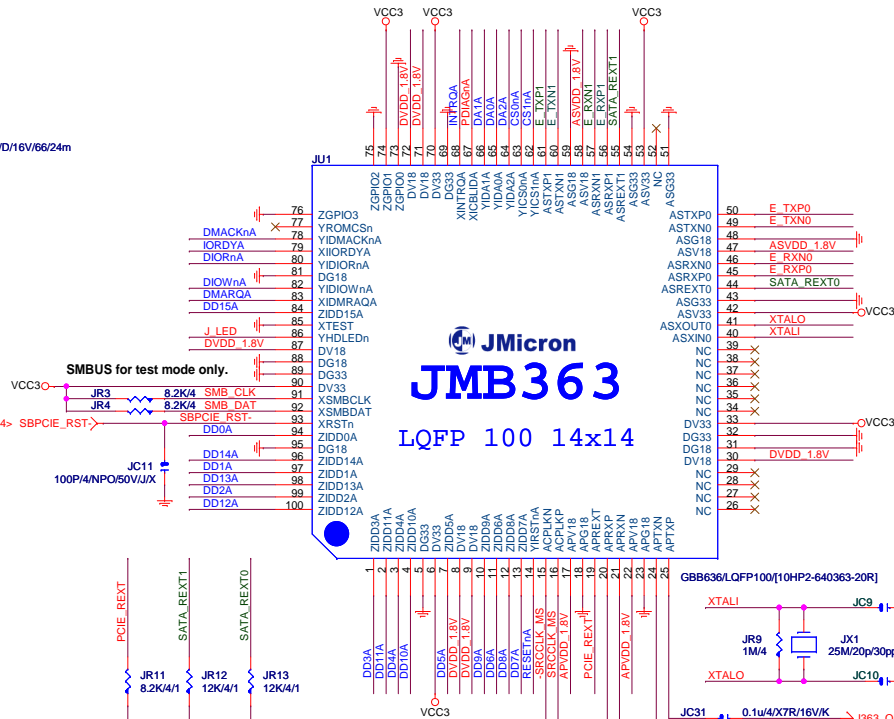 VCC3
VCC3
VCC3
DVDD_1.8V
DVDD_1.8V
INTRQA
PDIAGnA
DA1A
DA0A
DA2A
CS0nA
CS1nA
E_TXP1
E_TXN1
ASVDD_1.8V
E_RXN1
E_RXP1
SATA_REXT1
D/16V/66/24m
75
74
73
72
71
70
69
68
67
66
65
64
63
62
61
60
59
58
57
56
55
54
53
52
51
JU1
ZGPIO2
ZGPIO1
ZGPIO0
DV18
DV18
DV33
DG33
XINTRQA
XICBLIDA
YIDA1A
YIDA0A
YIDA2A
YICS0nA
YICS1nA
ASTXP1
ASTXN1
ASG18
ASV18
ASRXN1
ASRXP1
ASREXT1
ASG33
ASV33
NC
ASG33
76 ZGPIO3
77 YROMCSn
DMACKnA 78 YIDMACKnA
IORDYA 79 XIIORDYA
DIORnA 80 YIDIORnA
81 DG18
DIOWnA 82 YIDIOWnA
DMARQA 83 XIDMRAQA
DD15A 84 ZIDD15A
85 XTEST
J_LED 86 YHDLEDn
DVDD_1.8V 87 DV18
88 DG18
89 DG33
SMBUS for test mode only.
VCC3 90 DV33
JR3 8.2K/4 SMB_CLK 91 XSMBCLK
JR4 8.2K/4 SMB_DAT 92 XSMBDAT
4> SBPCIE_RST- SBPCIE_RST- 93 XRSTn
DD0A 94 ZIDD0A
95 DG18
DD14A 96 ZIDD14A
DD1A 97 ZIDD1A
DD13A 98 ZIDD13A
DD2A 99 ZIDD2A
DD12A 100 ZIDD12A
JC11
100P/4/NPO/50V/J/X
JM JMicron
JMB363
LQFP 100 14x14
ASTXP0 50 E_TXP0
ASTXN0 49 E_TXN0
ASG18 48
ASV18 47 ASVDD_1.8V
ASRXN0 46 E_RXN0
ASRXP0 45 E_RXP0
ASREXT0 44 SATA_REXT0
ASG33 43
ASV33 42 VCC3
ASXOUT0 41 XTALO
ASXIN0 40 XTALI
NC 39
NC 38
NC 37
NC 36
NC 35
NC 34
DV33 33 VCC3
DG33 32
DG18 31
DV18 30 DVDD_1.8V
NC 29
NC 28
NC 27
NC 26
ZIDD3A
ZIDD11A
ZIDD4A
ZIDD10A
DG33
DV33
ZIDD5A
DV18
DV18
ZIDD9A
ZIDD6A
ZIDD8A
ZIDD7A
YIRSTnA
ACPLKN
ACPLKP
APV18
APG18
APREXT
APRXP
APRXN
APV18
APG18
APTXN
APTXP
1
2
3
4
5
6
7
8
9
10
11
12
13
14
15
16
17
18
19
20
21
22
23
24
25
DD3A
DD11A
DD4A
DD10A
DD5A
DVDD_1.8V
DVDD_1.8V
DD9A
DD6A
DD8A
DD7A
RESETnA
-SRCCLK_MS
SRCCLK_MS
APVDD_1.8V
PCIE_REXT
APVDD_1.8V
VCC3
GBB636/LQFP100/[10HP2-640363-20R]
PCIE_REXT
SATA_REXT1
SATA_REXT0
JR11
8.2K/4/1
JR12
12K/4/1
JR13
12K/4/1
XTALI JC9
JR9
1M/4
JX1
25M/20p/30pp
XTALO JC10
JC31 0.1u/4/X7R/16V/K